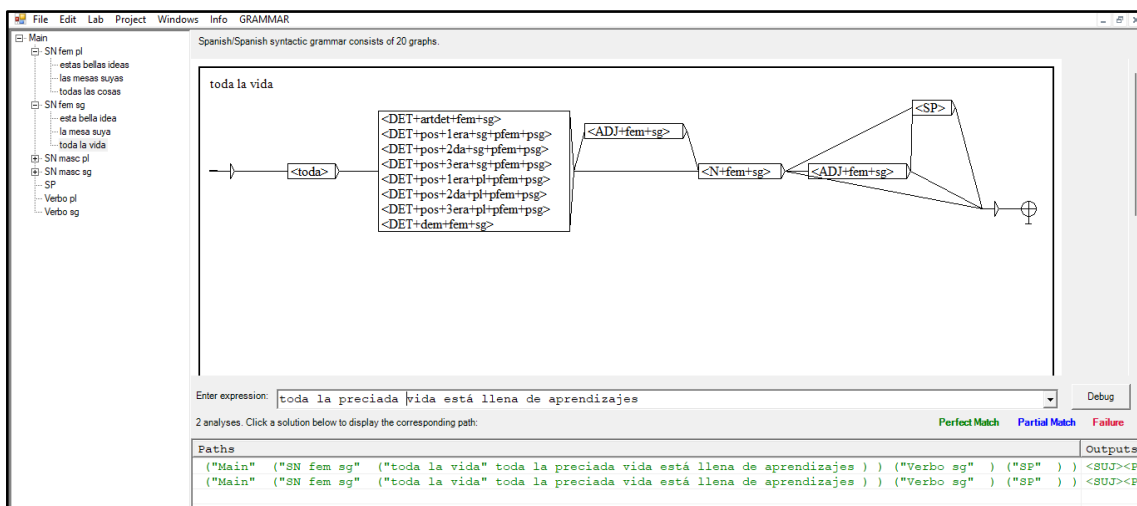 File Edit Lab Project Windows Info GRAMMAR
Main
SN fem pl
estas bellas ideas
las mesas suyas
todas las cosas
SN fem sg
esta bella idea
la mesa suya
toda la vida
SN masc pl
SN masc sg
SP
Verbo pl
Verbo sg
Spanish/Spanish syntactic grammar consists of 20 graphs.
toda la vida
<toda>
<DET+artdet+fem+sg>
<DET+pos+1era+sg+pfem+psg>
<DET+pos+2da+sg+pfem+psg>
<DET+pos+3era+sg+pfem+psg>
<DET+pos+1era+pl+pfem+psg>
<DET+pos+2da+pl+pfem+psg>
<DET+pos+3era+pl+pfem+psg>
<DET+dem+fem+sg>
<ADJ+fem+sg>
<N+fem+sg>
<SP>
<ADJ+fem+sg>
Enter expression: toda la preciada vida está llena de aprendizajes Debug
2 analyses. Click a solution below to display the corresponding path: Perfect Match Partial Match Failure
Paths Outputs
("Main" ("SN fem sg" ("toda la vida" toda la preciada vida está llena de aprendizajes ) ) ("Verbo sg" ) ("SP" ) ) <SUJ><P
("Main" ("SN fem sg" ("toda la vida" toda la preciada vida está llena de aprendizajes ) ) ("Verbo sg" ) ("SP" ) ) <SUJ><P